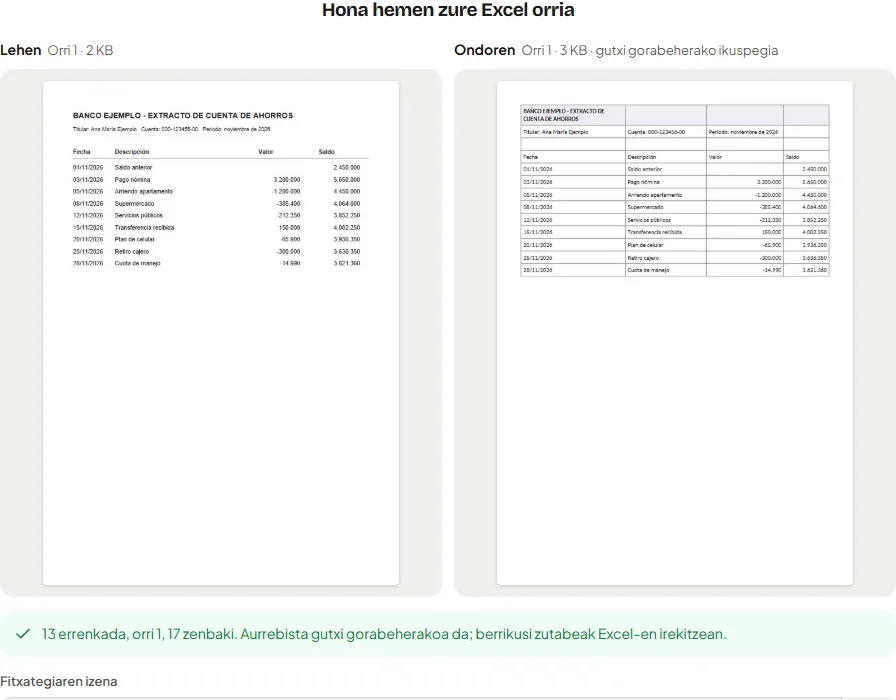 Hona hemen zure Excel orria
Lehen Orri 1 · 2 KB
BANCO EJEMPLO - EXTRACTO DE CUENTA DE AHORROS
Titular: Ana María Ejemplo Cuenta: 000-123456-00 Periodo: noviembre de 2026
Fecha Descripción Valor Saldo
01/11/2026 Saldo anterior 2.450.000
03/11/2026 Pago nómina 3.200.000 5.650.000
05/11/2026 Arriendo apartamento -1.200.000 4.450.000
08/11/2026 Supermercado -385.400 4.064.600
12/11/2026 Servicios públicos -212.350 3.852.250
15/11/2026 Transferencia recibida 150.000 4.002.250
20/11/2026 Plan de celular -65.900 3.936.350
25/11/2026 Retiro cajero -300.000 3.636.350
28/11/2026 Cuota de manejo -14.990 3.621.360
Ondoren Orri 1 · 3 KB · gutxi gorabeherako ikuspegia
BANCO EJEMPLO - EXTRACTO DE
CUENTA DE AHORROS
Titular: Ana María Ejemplo Cuenta: 000-123456-00 Periodo: noviembre de 2026
Fecha Descripción Valor Saldo
01/11/2026 Saldo anterior 2.450.000
03/11/2026 Pago nómina 3.200.000 5.650.000
05/11/2026 Arriendo apartamento -1.200.000 4.450.000
08/11/2026 Supermercado -385.400 4.064.600
12/11/2026 Servicios públicos -212.350 3.852.250
15/11/2026 Transferencia recibida 150.000 4.002.250
20/11/2026 Plan de celular -65.900 3.936.350
25/11/2026 Retiro cajero -300.000 3.636.350
28/11/2026 Cuota de manejo -14.990 3.621.360
13 errenkada, orri 1, 17 zenbaki. Aurrebista gutxi gorabeherakoa da; berrikusi zutabeak Excel-en irekitzean.
Fitxategiaren izena